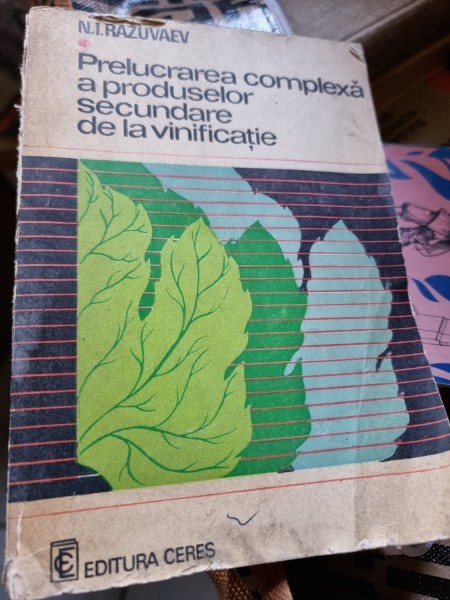 N.I. RAZUVAEV
Prelucrarea complexă
a produselor
secundare
de la vinificație
EDITURA CERES